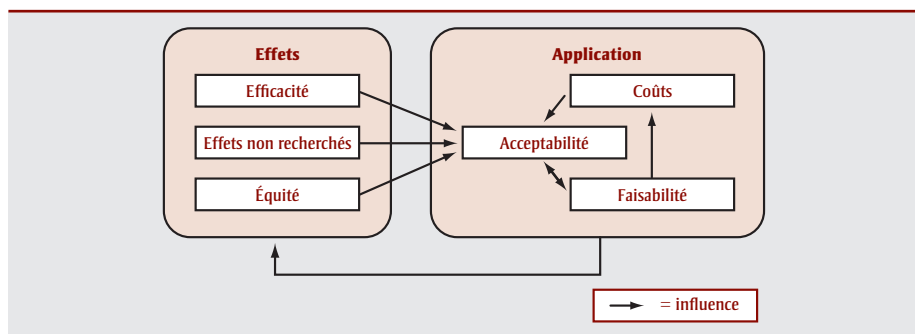 Effets
Efficacité
Effets non recherchés
Équité
Application
Coûts
Acceptabilité
Faisabilité
= influence